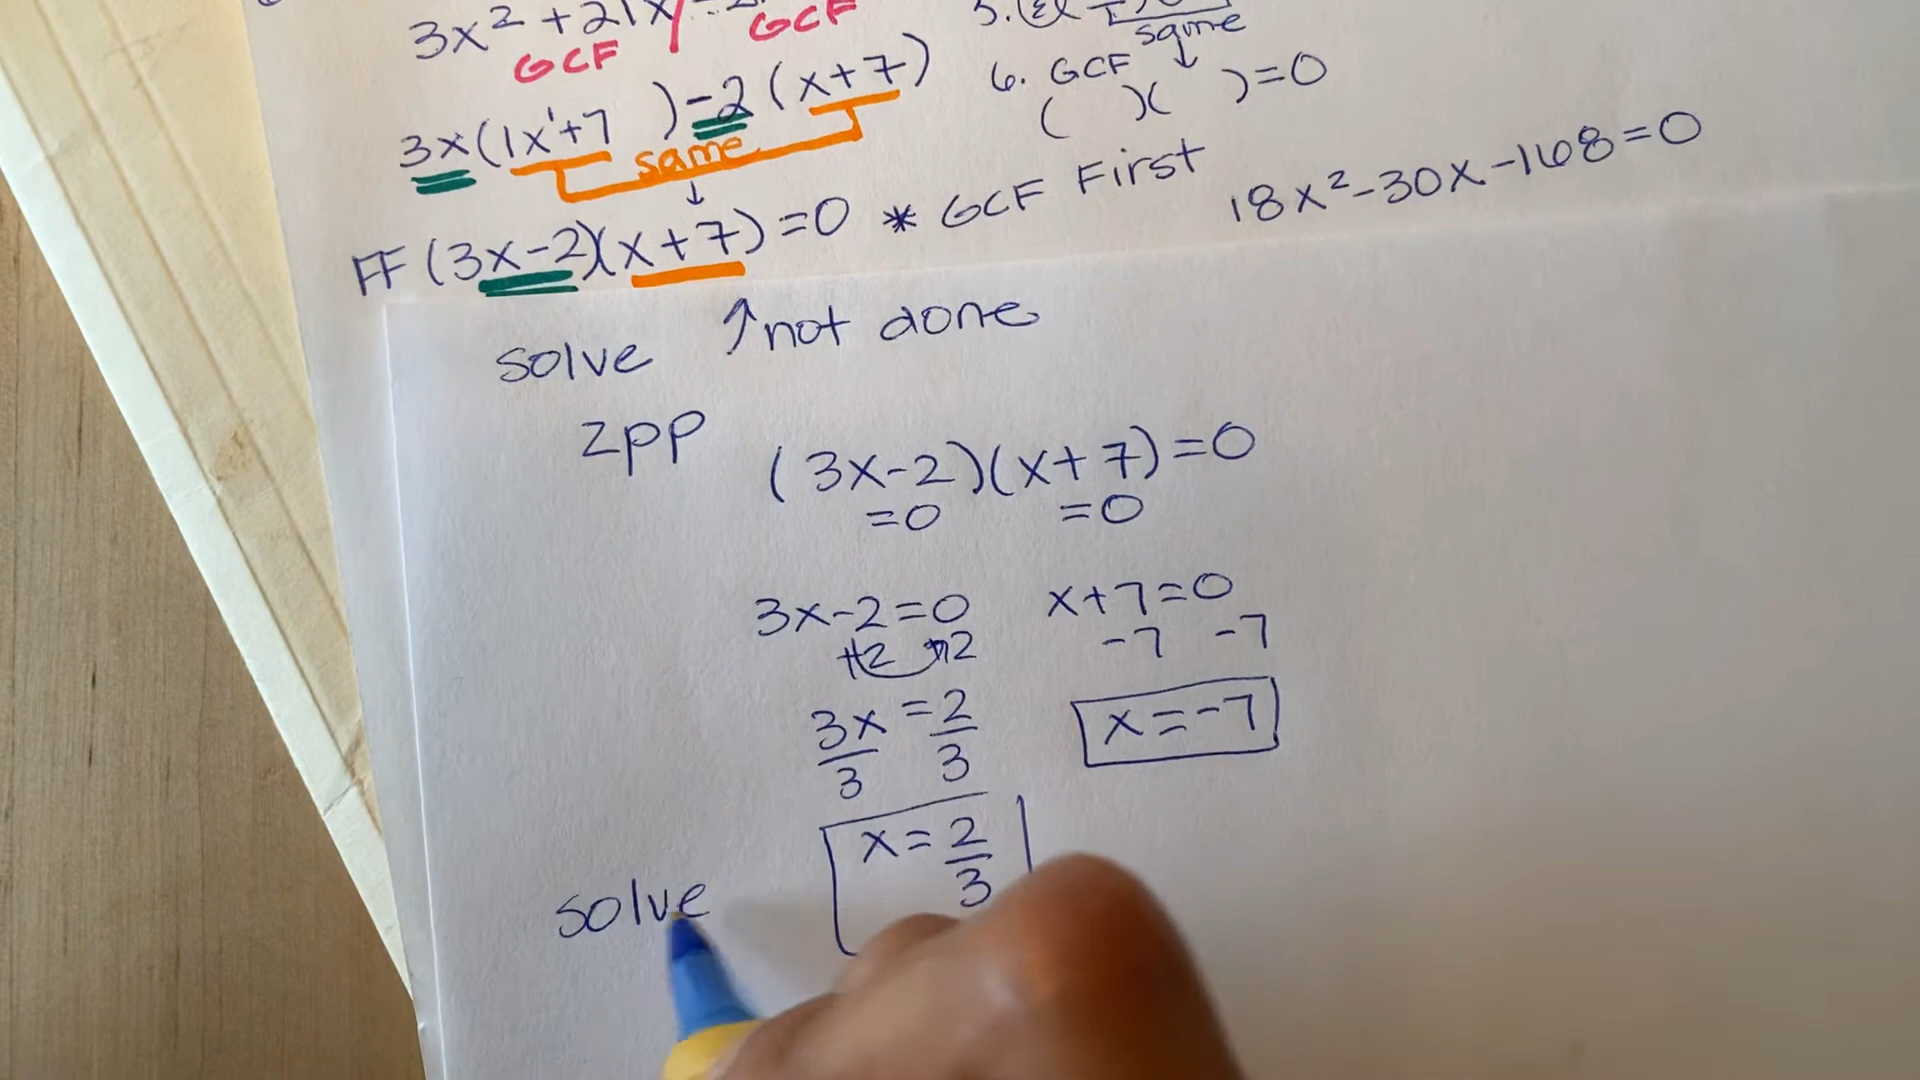 3x² + 21x
GCF GCF
3x(1x¹+7 ) -2 (x+7)
same
FF (3x-2)(x+7) =0
same
6. GCF
( )( ) =0
* GCF First
18x²-30x-168=0
solve ↑not done
ZPP (3x-2)(x+7)=0
=0 =0
3x-2=0 x+7=0
+2 +2 -7 -7
3x = 2
3 3
x=-7
x = 2/3
solve